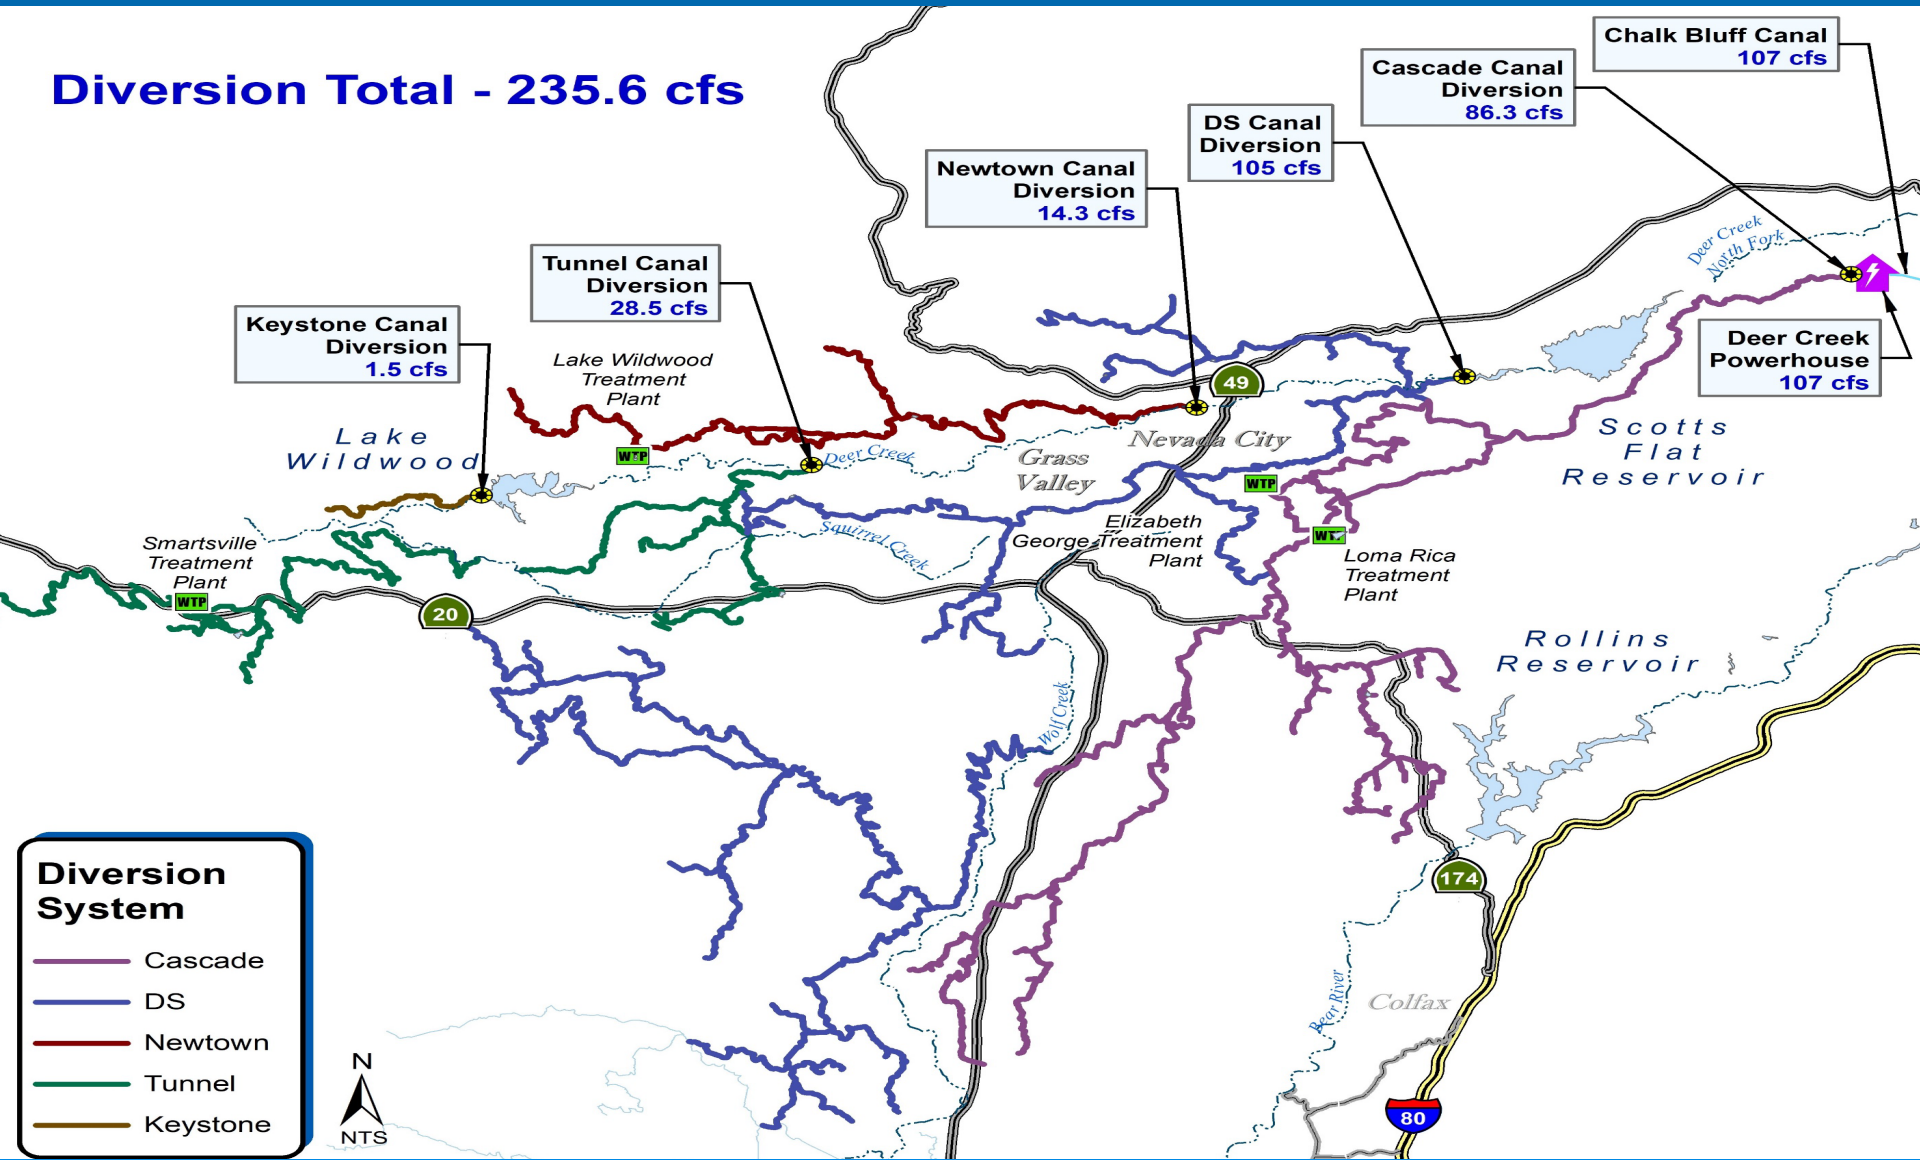 Diversion Total - 235.6 cfs
Chalk Bluff Canal
107 cfs
Cascade Canal
Diversion
86.3 cfs
DS Canal
Diversion
105 cfs
Newtown Canal
Diversion
14.3 cfs
Tunnel Canal
Diversion
28.5 cfs
Keystone Canal
Diversion
1.5 cfs
Deer Creek
North Fork
Deer Creek
Powerhouse
107 cfs
Lake Wildwood
Treatment
Plant
Lake
Wildwood
WTP
Deer Creek
49
Nevada City
Grass
Valley
Scotts
Flat
Reservoir
WTP
Elizabeth
George Treatment
Plant
WTP
Loma Rica
Treatment
Plant
Squirrel Creek
Smartsville
Treatment
Plant
WTP
20
Rollins
Reservoir
Wolf Creek
174
Bear River
Colfax
80
Diversion
System
Cascade
DS
Newtown
Tunnel
Keystone
N
NTS